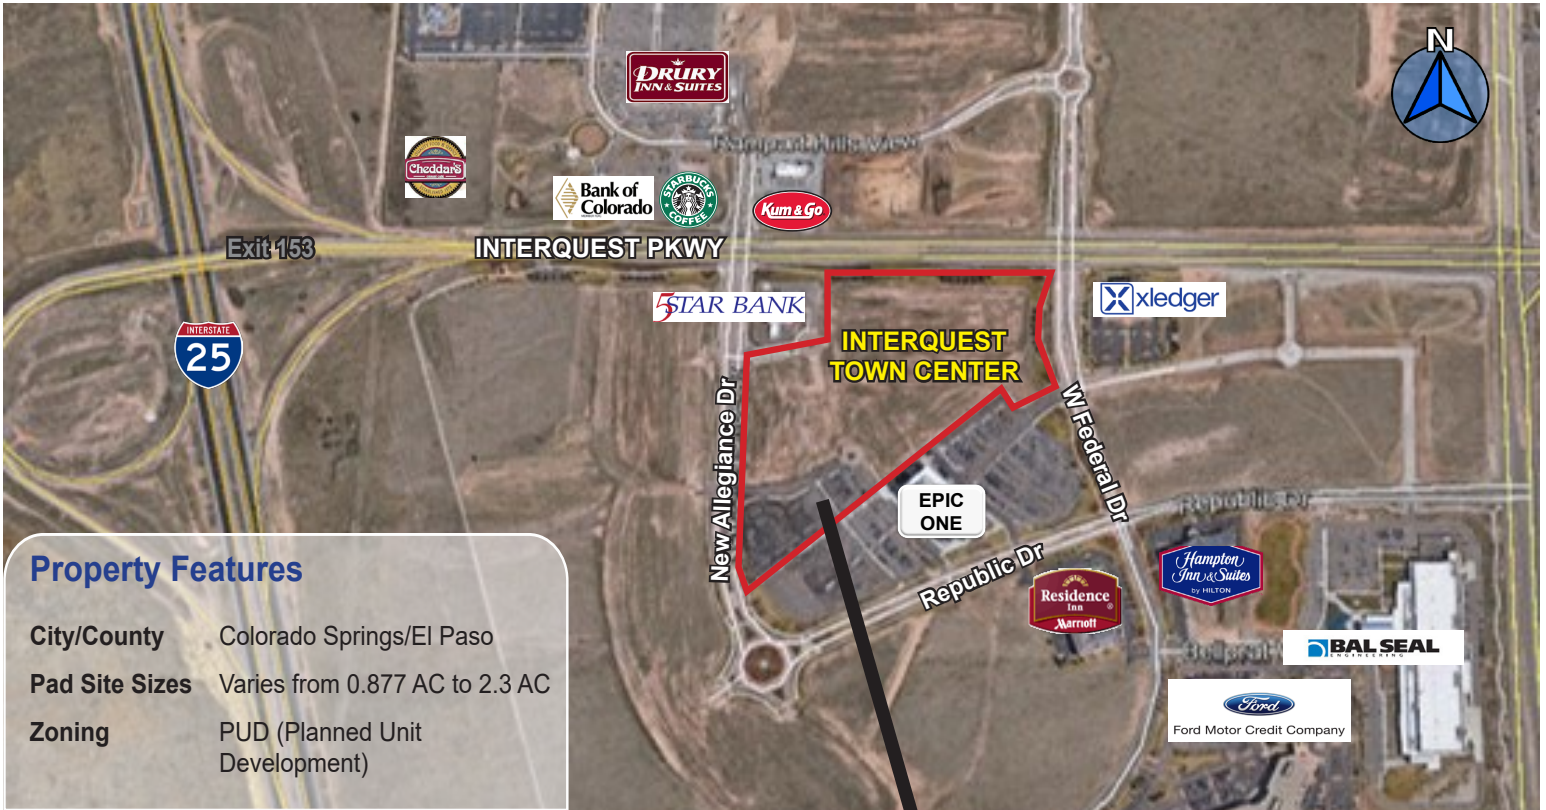 N
DRURY
INN & SUITES
Rampart Hills View
Cheddar's
Bank of
Colorado
STARBUCKS
COFFEE
Kum & Go
Exit 153
INTERQUEST PKWY
5STAR BANK
xledger
INTERSTATE
25
INTERQUEST
TOWN CENTER
New Allegiance Dr
W Federal Dr
EPIC
ONE
Republic Dr
Republic Dr
Hampton
Inn & Suites
by HILTON
Residence
Inn ®
Marriott
BAL SEAL
ENGINEERING
Ford
Ford Motor Credit Company
Property Features
City/County Colorado Springs/El Paso
Pad Site Sizes Varies from 0.877 AC to 2.3 AC
Zoning PUD (Planned Unit
Development)